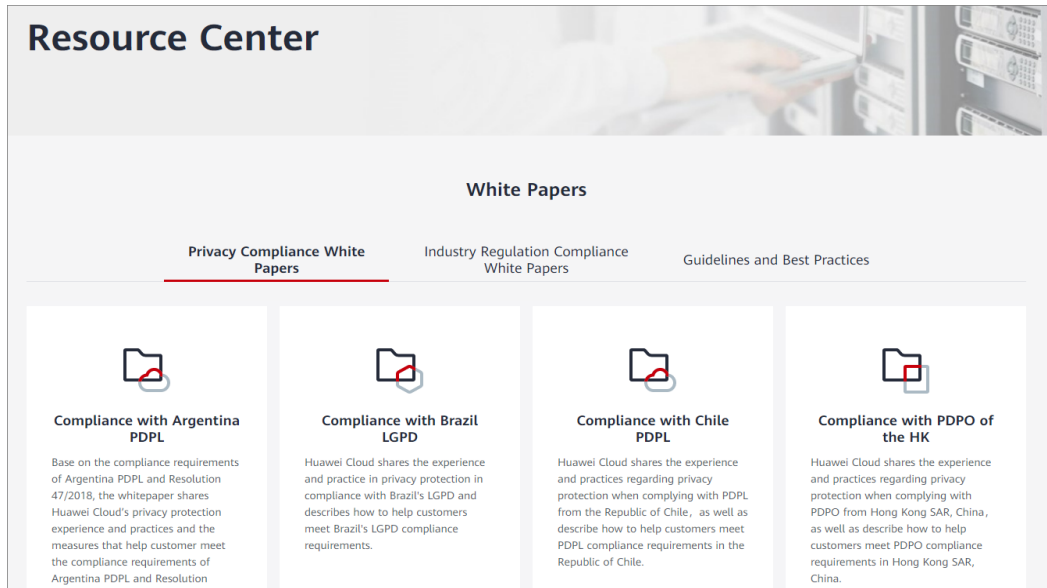 Resource Center
White Papers
Privacy Compliance White
Papers
Industry Regulation Compliance
White Papers
Guidelines and Best Practices
Compliance with Argentina
PDPL
Base on the compliance requirements
of Argentina PDPL and Resolution
47/2018, the whitepaper shares
Huawei Cloud's privacy protection
experience and practices and the
measures that help customer meet
the compliance requirements of
Argentina PDPL and Resolution
Compliance with Brazil
LGPD
Huawei Cloud shares the experience
and practice in privacy protection in
compliance with Brazil's LGPD and
describes how to help customers
meet Brazil's LGPD compliance
requirements.
Compliance with Chile
PDPL
Huawei Cloud shares the experience
and practices regarding privacy
protection when complying with PDPL
from the Republic of Chile, as well as
describe how to help customers meet
PDPL compliance requirements in the
Republic of Chile.
Compliance with PDPO of
the HK
Huawei Cloud shares the experience
and practices regarding privacy
protection when complying with
PDPO from Hong Kong SAR, China,
as well as describe how to help
customers meet PDPO compliance
requirements in Hong Kong SAR,
China.